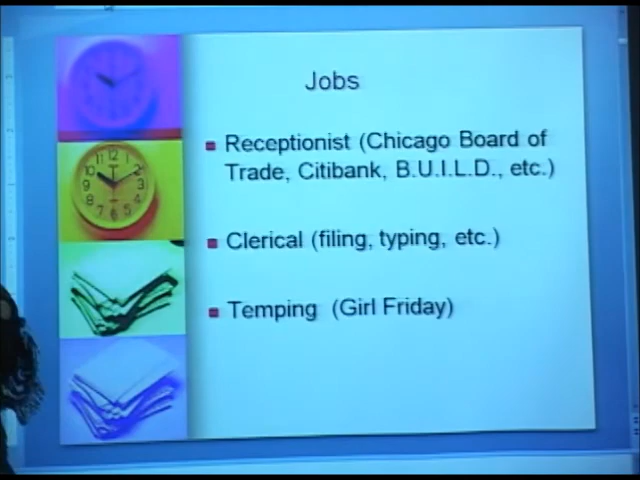 Jobs
Receptionist (Chicago Board of
Trade, Citibank, B.U.I.L.D., etc.)
Clerical (filing, typing, etc.)
Temping (Girl Friday)